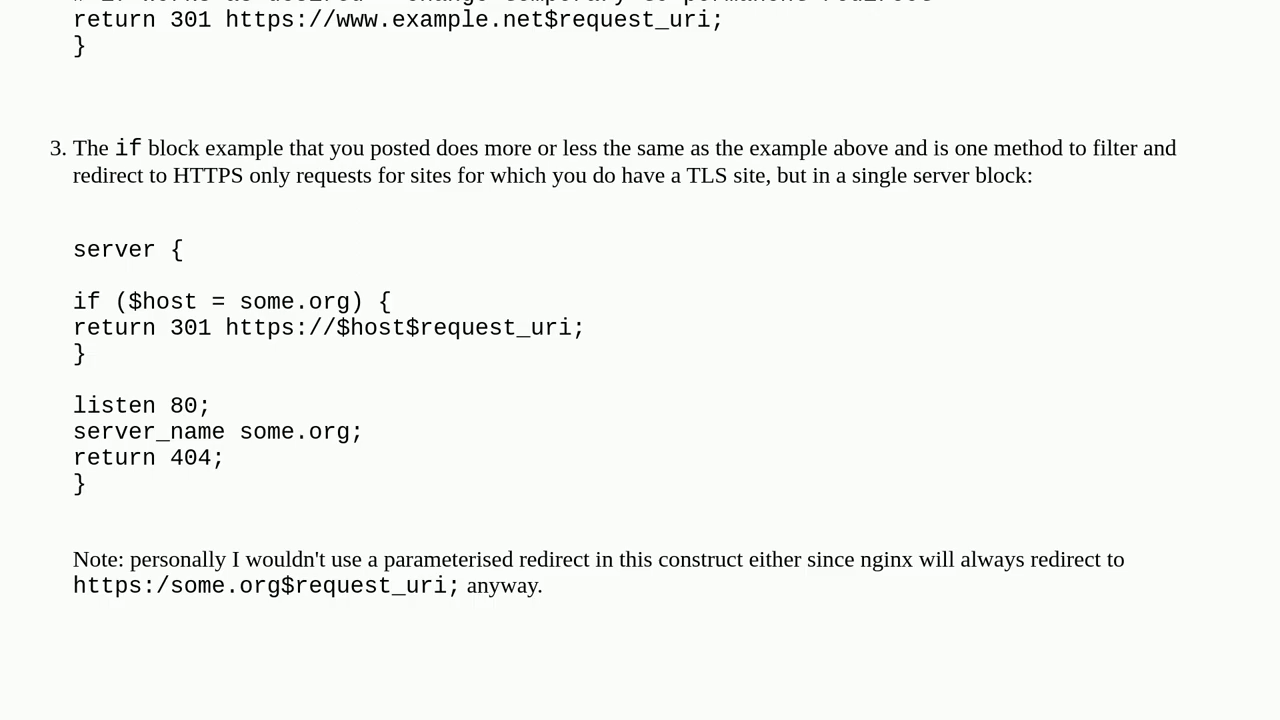 return 301 https://www.example.net$request_uri;
}
3. The if block example that you posted does more or less the same as the example above and is one method to filter and
redirect to HTTPS only requests for sites for which you do have a TLS site, but in a single server block:
server {
if ($host = some.org) {
return 301 https://$host$request_uri;
}
listen 80;
server_name some.org;
return 404;
}
Note: personally I wouldn't use a parameterised redirect in this construct either since nginx will always redirect to
https:/some.org$request_uri; anyway.